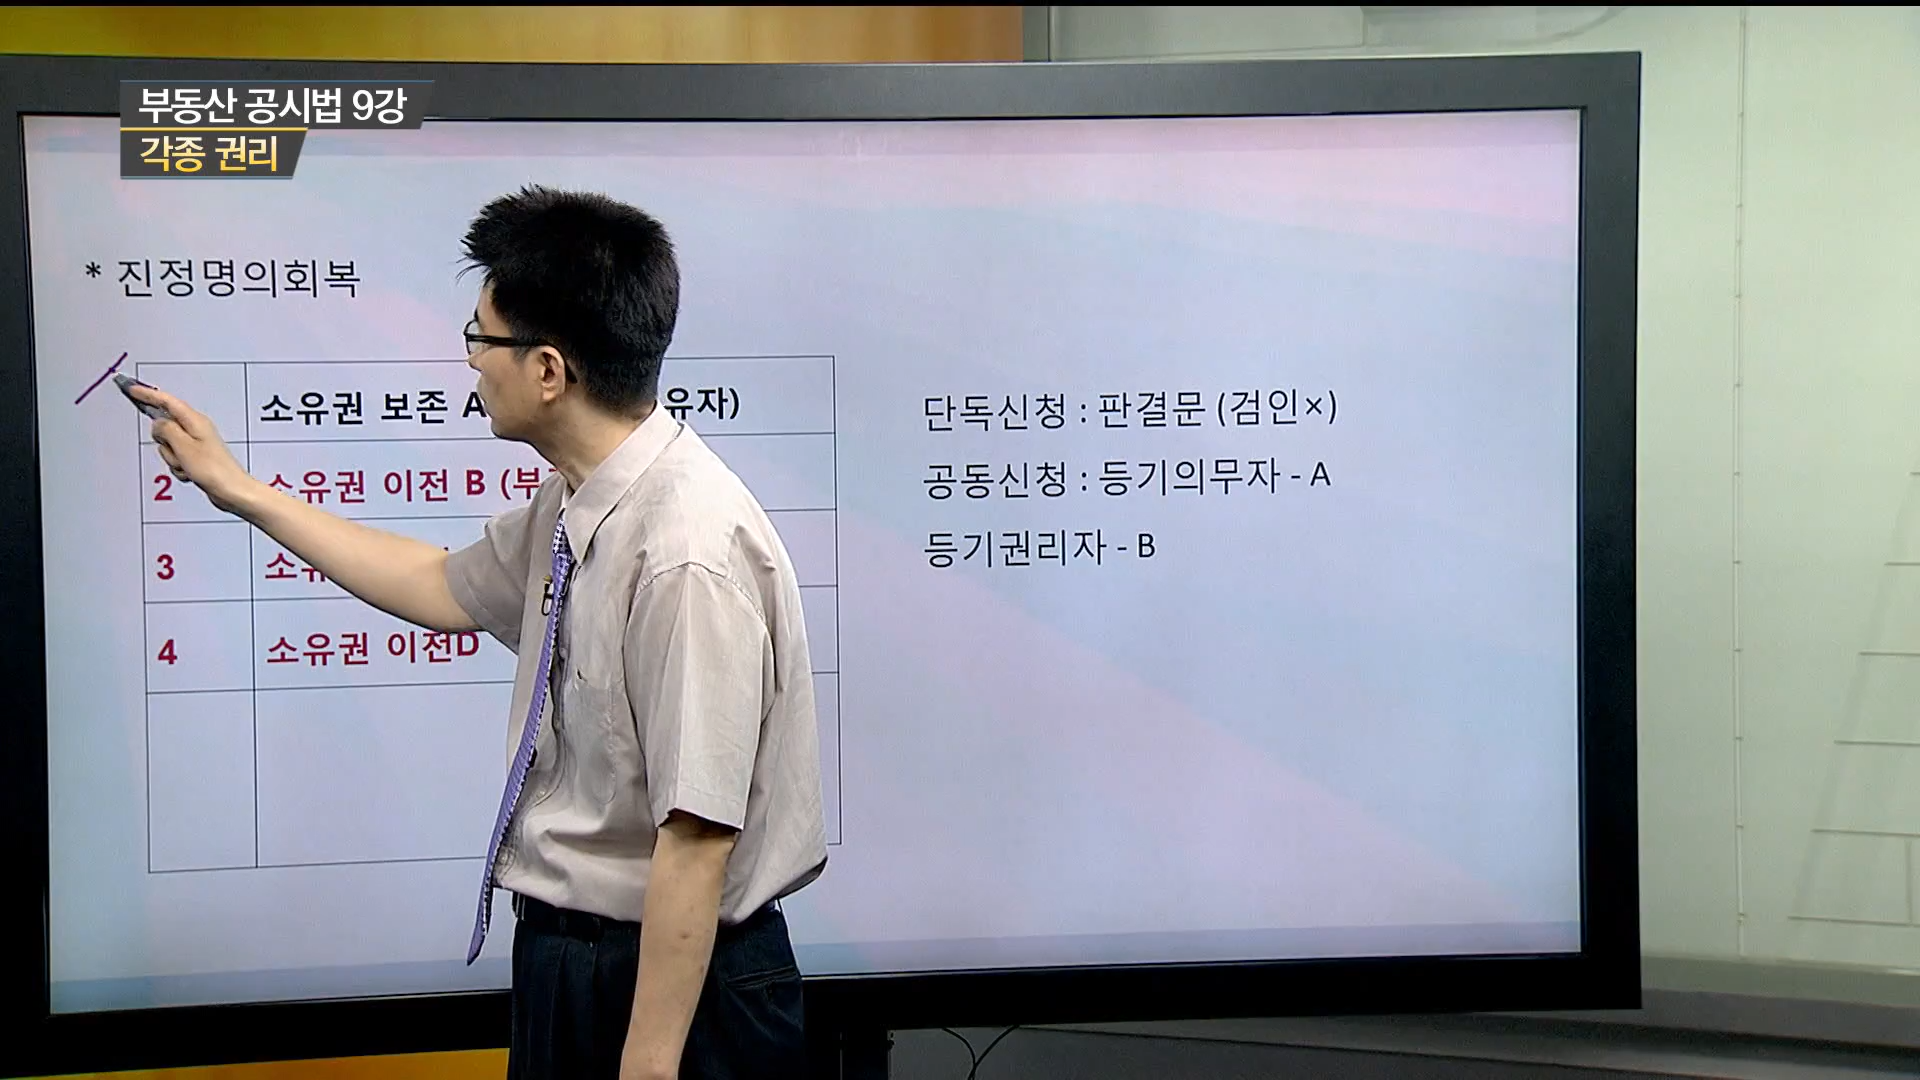 부동산 공시법 9강
각종 권리
* 진정명의회복
소유권 보존 A 유자)
2 소유권 이전 B (부
3 소유
4 소유권 이전D
단독신청 : 판결문 (검인×)
공동신청 : 등기의무자 - A
등기권리자 - B